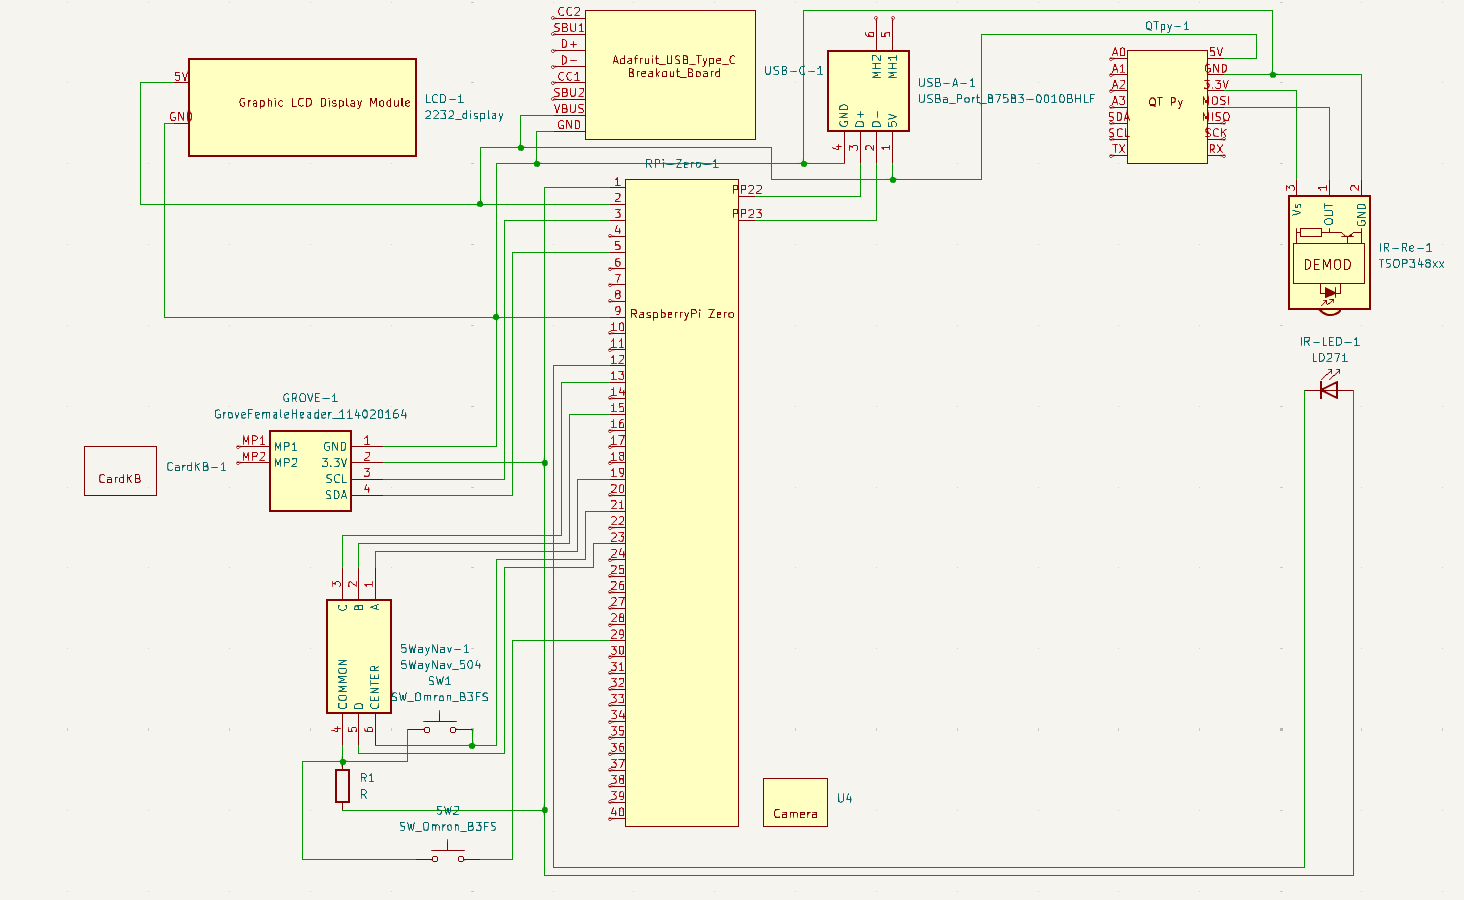 CC2
SBU1
D+
D-
CC1
SBU2
VBUS
GND
Adafruit_USB_Type_C
Breakout_Board
USB-C-1
5V
GND
Graphic LCD Display Module
LCD-1
2232_display
6
5
MH2
MH1
GND
D+
D-
5V
4
3
2
1
USB-A-1
USBa_Port_87583-0010BHLF
QTpy-1
A0
A1
A2
A3
SDA
SCL
TX
QT Py
5V
GND
3.3V
MOSI
MISO
SCK
RX
3
1
2
Vs
OUT
GND
DEMOD
IR-Re-1
TSOP348xx
IR-LED-1
LD271
RPi-Zero-1
PP22
PP23
RaspberryPi Zero
1
2
3
4
5
6
7
8
9
10
11
12
13
14
15
16
17
18
19
20
21
22
23
24
25
26
27
28
29
30
31
32
33
34
35
36
37
38
39
40
GROVE-1
GroveFemaleHeader_114020164
MP1
MP2
MP1
MP2
GND
3.3V
SCL
SDA
1
2
3
4
CardKB
CardKB-1
3
2
1
C
B
A
COMMON
D
CENTER
4
5
6
5WayNav-1
5WayNav_504
SW1
SW_Omron_B3FS
R1
R
SW2
SW_Omron_B3FS
Camera
U4